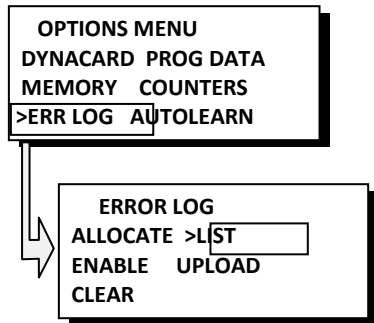 OPTIONS MENU
DYNACARD PROG DATA
MEMORY COUNTERS
>ERR LOG AUTOLEARN
ERROR LOG
ALLOCATE >LIST
ENABLE UPLOAD
CLEAR